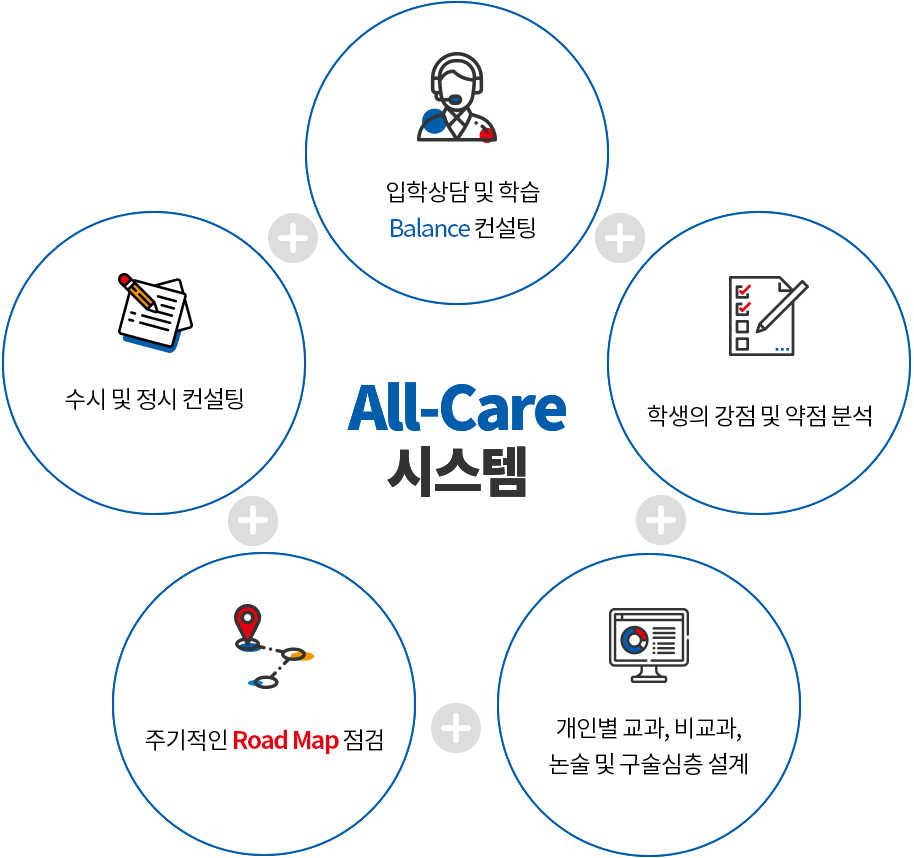 입학상담 및 학습
Balance 컨설팅
수시 및 정시 컨설팅
학생의 강점 및 약점 분석
All-Care
시스템
주기적인 Road Map 점검
개인별 교과, 비교과,
논술 및 구술심층 설계